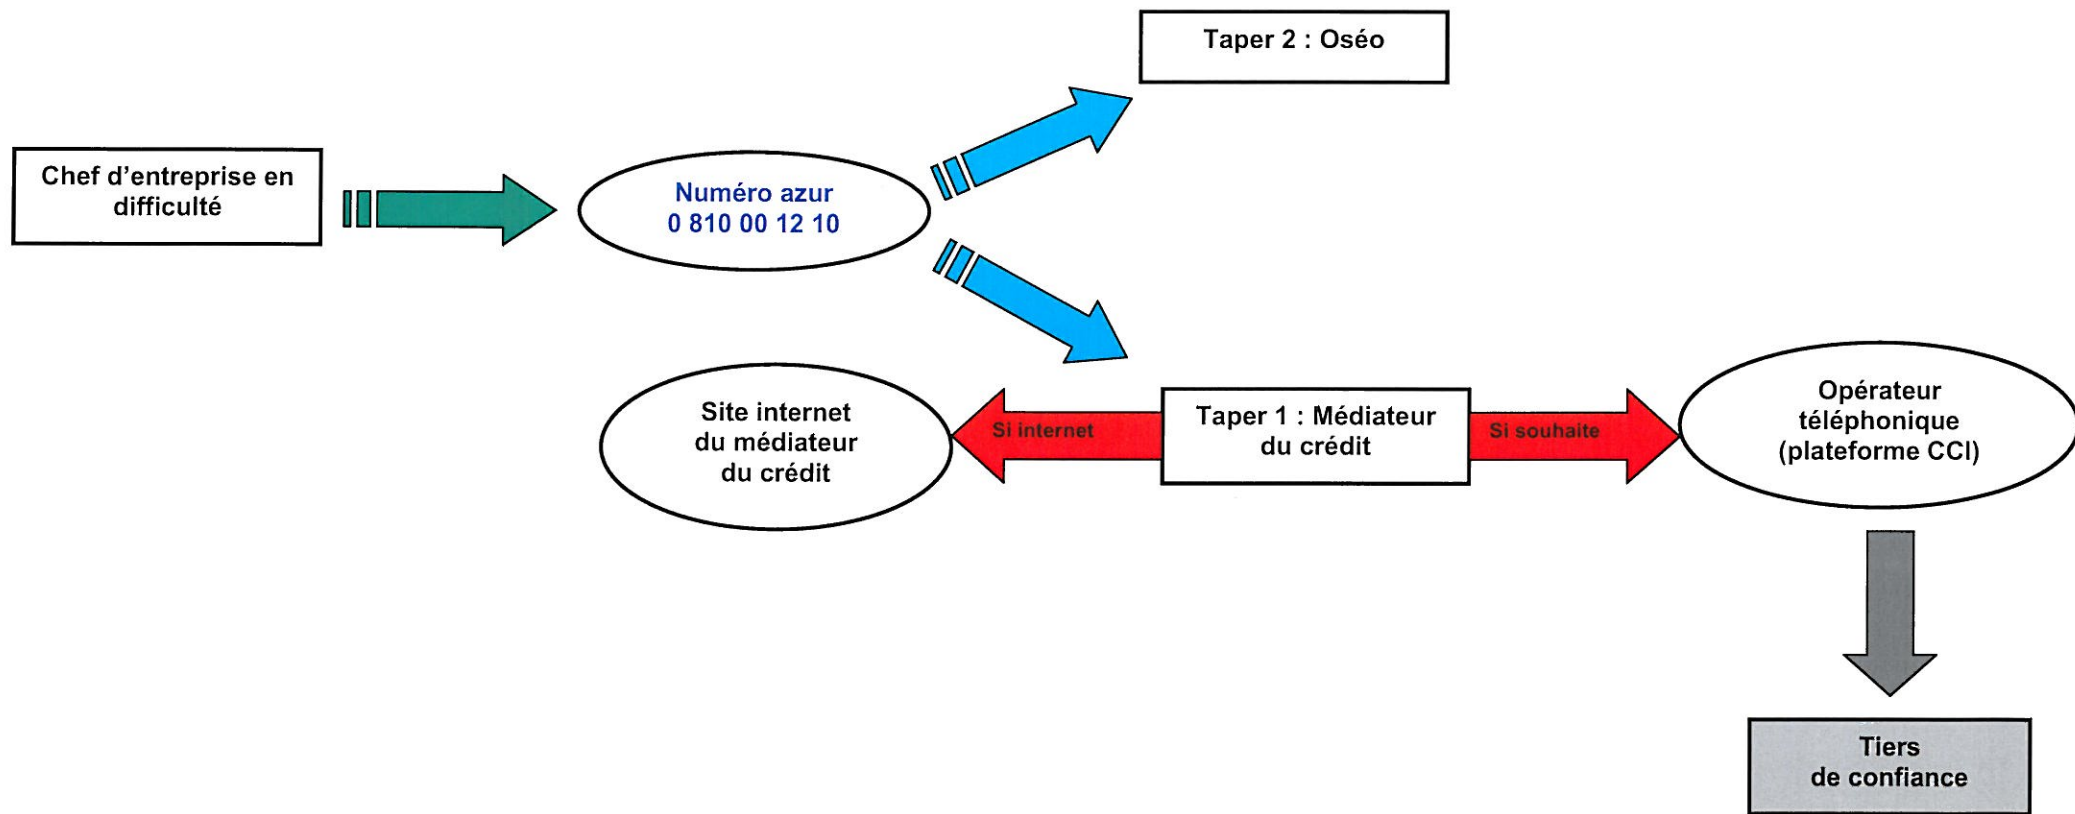 Taper 2 : Oséo
Chef d'entreprise en
difficulté
Numéro azur
0 810 00 12 10
Site internet
du médiateur
du crédit
Si internet
Taper 1 : Médiateur
du crédit
Si souhaite
Opérateur
téléphonique
(plateforme CCI)
Tiers
de confiance